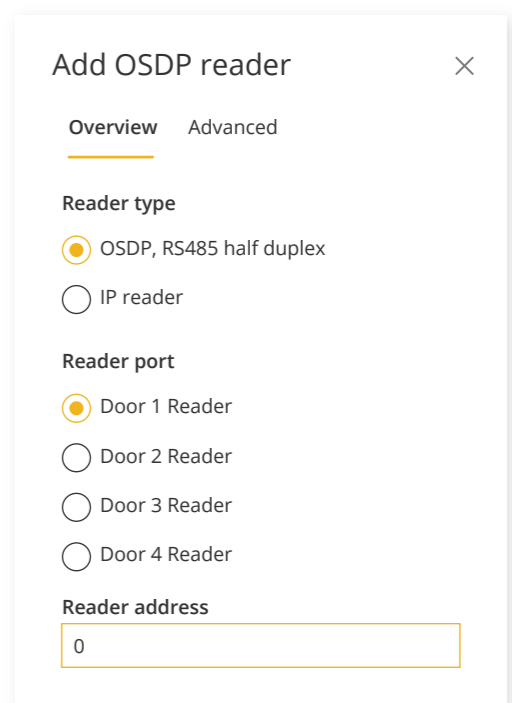 Add OSDP reader
Overview Advanced
Reader type
OSDP, RS485 half duplex
IP reader
Reader port
Door 1 Reader
Door 2 Reader
Door 3 Reader
Door 4 Reader
Reader address
0